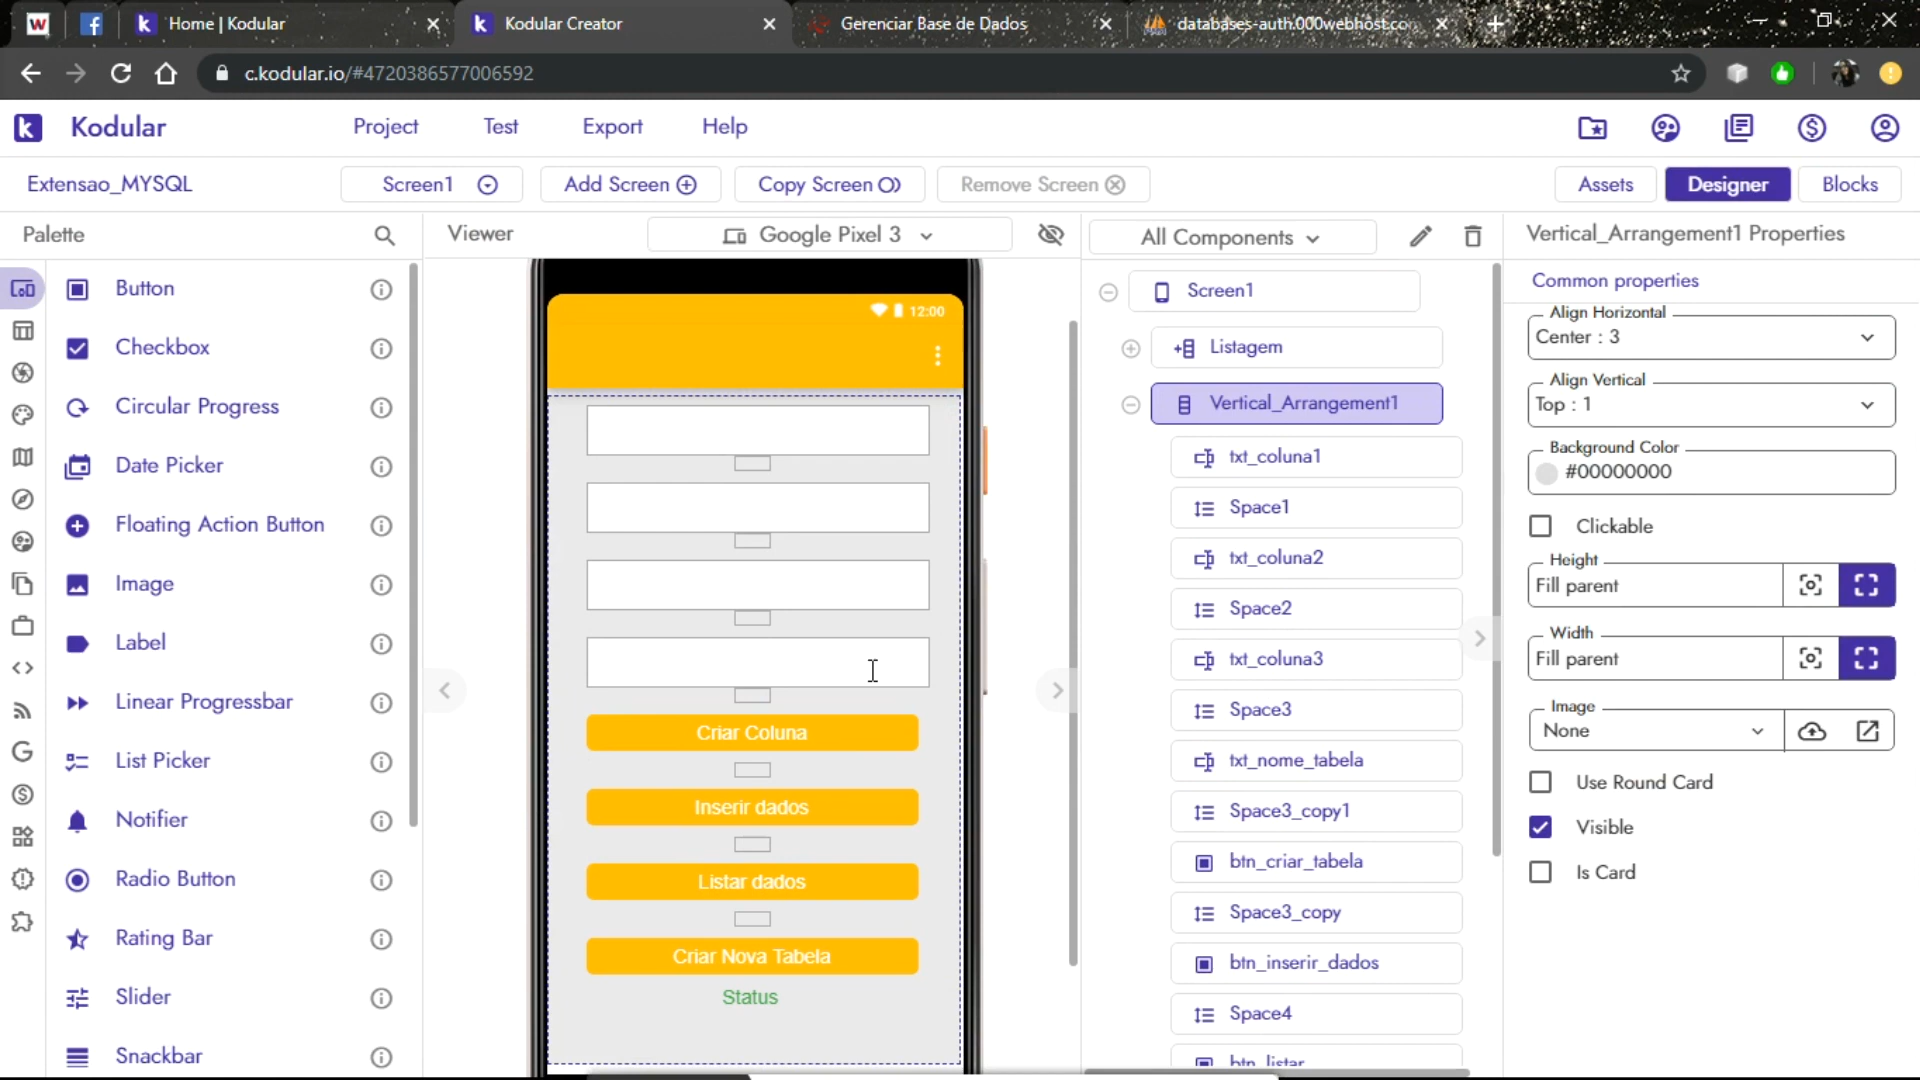 W
Home | Kodular
Kodular Creator
Gerenciar Base de Dados
databases-auth.000webhost.co
c.kodular.io/#4720386577006592
Kodular
Project
Test
Export
Help
Extensao_MYSQL
Screen1
Add Screen
Copy Screen
Remove Screen
Assets
Designer
Blocks
Palette
Viewer
Google Pixel 3
All Components
Vertical_Arrangement1 Properties
Common properties
Button
Checkbox
Circular Progress
Date Picker
Floating Action Button
Image
Label
Linear Progressbar
List Picker
Notifier
Radio Button
Rating Bar
Slider
Snackbar
12:00
Criar Coluna
Inserir dados
Listar dados
Criar Nova Tabela
Status
Screen1
Listagem
Vertical_Arrangement1
txt_coluna1
Space1
txt_coluna2
Space2
txt_coluna3
Space3
txt_nome_tabela
Space3_copy1
btn_criar_tabela
Space3_copy
btn_inserir_dados
Space4
btn_listar
Align Horizontal
Center : 3
Align Vertical
Top : 1
Background Color
#00000000
Clickable
Height
Fill parent
Width
Fill parent
Image
None
Use Round Card
Visible
Is Card